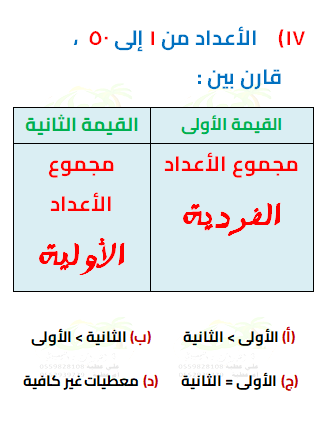 ١٧) الأعداد من ١ إلى ٥٠ ،
قارن بين :
القيمة الأولى القيمة الثانية
مجموع الأعداد الفردية
مجموع الأعداد الأولية
(أ) الأولى > الثانية (ب) الثانية > الأولى
(ج) الأولى = الثانية (د) معطيات غير كافية